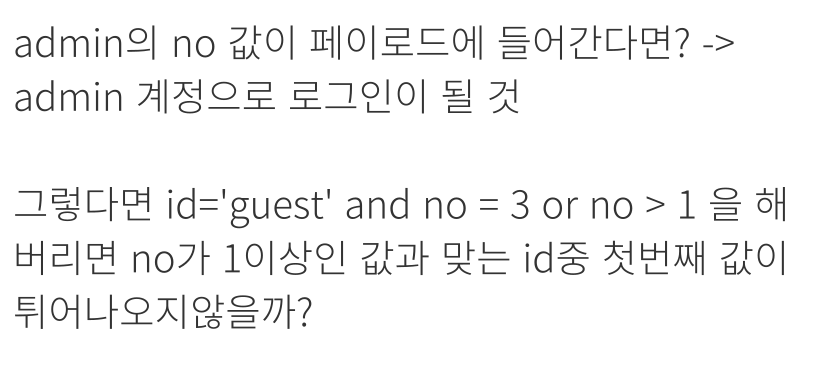 admin의 no 값이 페이로드에 들어간다면? ->
admin 계정으로 로그인이 될 것
그렇다면 id='guest' and no = 3 or no > 1 을 해
버리면 no가 1이상인 값과 맞는 id중 첫번째 값이
튀어나오지않을까?